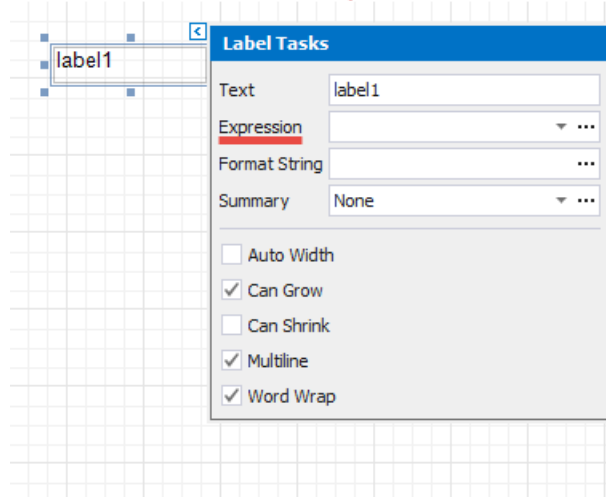 label1
Label Tasks
Text label1
Expression
Format String
Summary None
Auto Width
Can Grow
Can Shrink
Multiline
Word Wrap